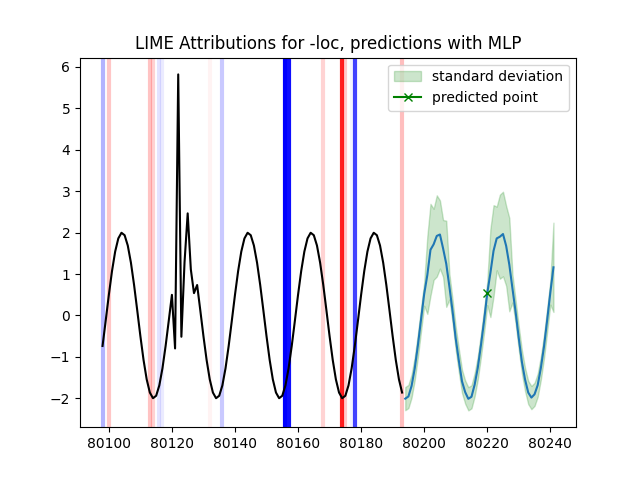 LIME Attributions for -loc, predictions with MLP
standard deviation
predicted point
6
5
4
3
2
1
0
−1
−2
80100 80120 80140 80160 80180 80200 80220 80240